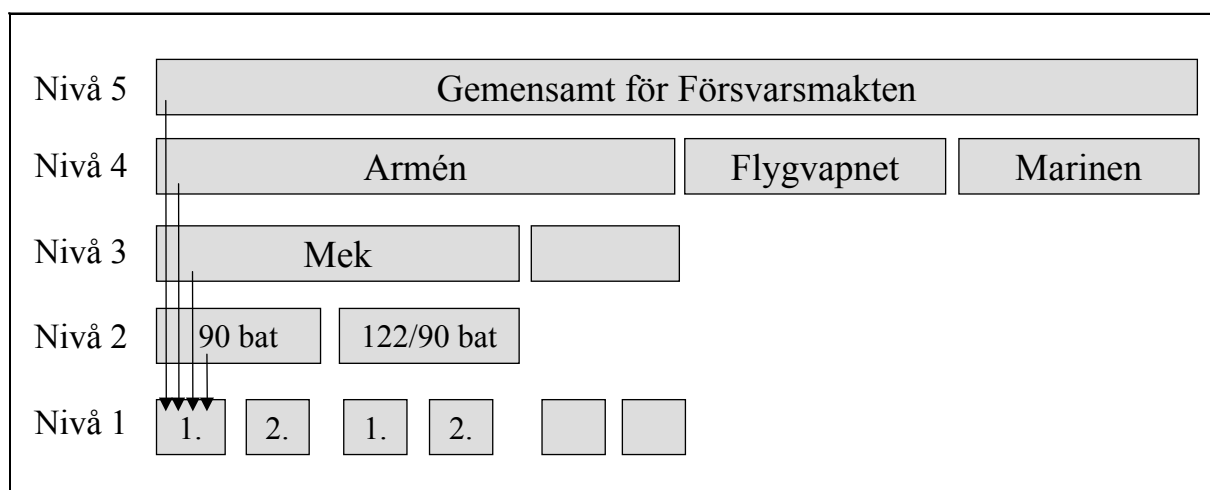 Nivå 5 Gemensamt för Försvarsmakten
Nivå 4 Armén Flygvapnet Marinen
Nivå 3 Mek
Nivå 2 90 bat 122/90 bat
Nivå 1 1. 2. 1. 2.